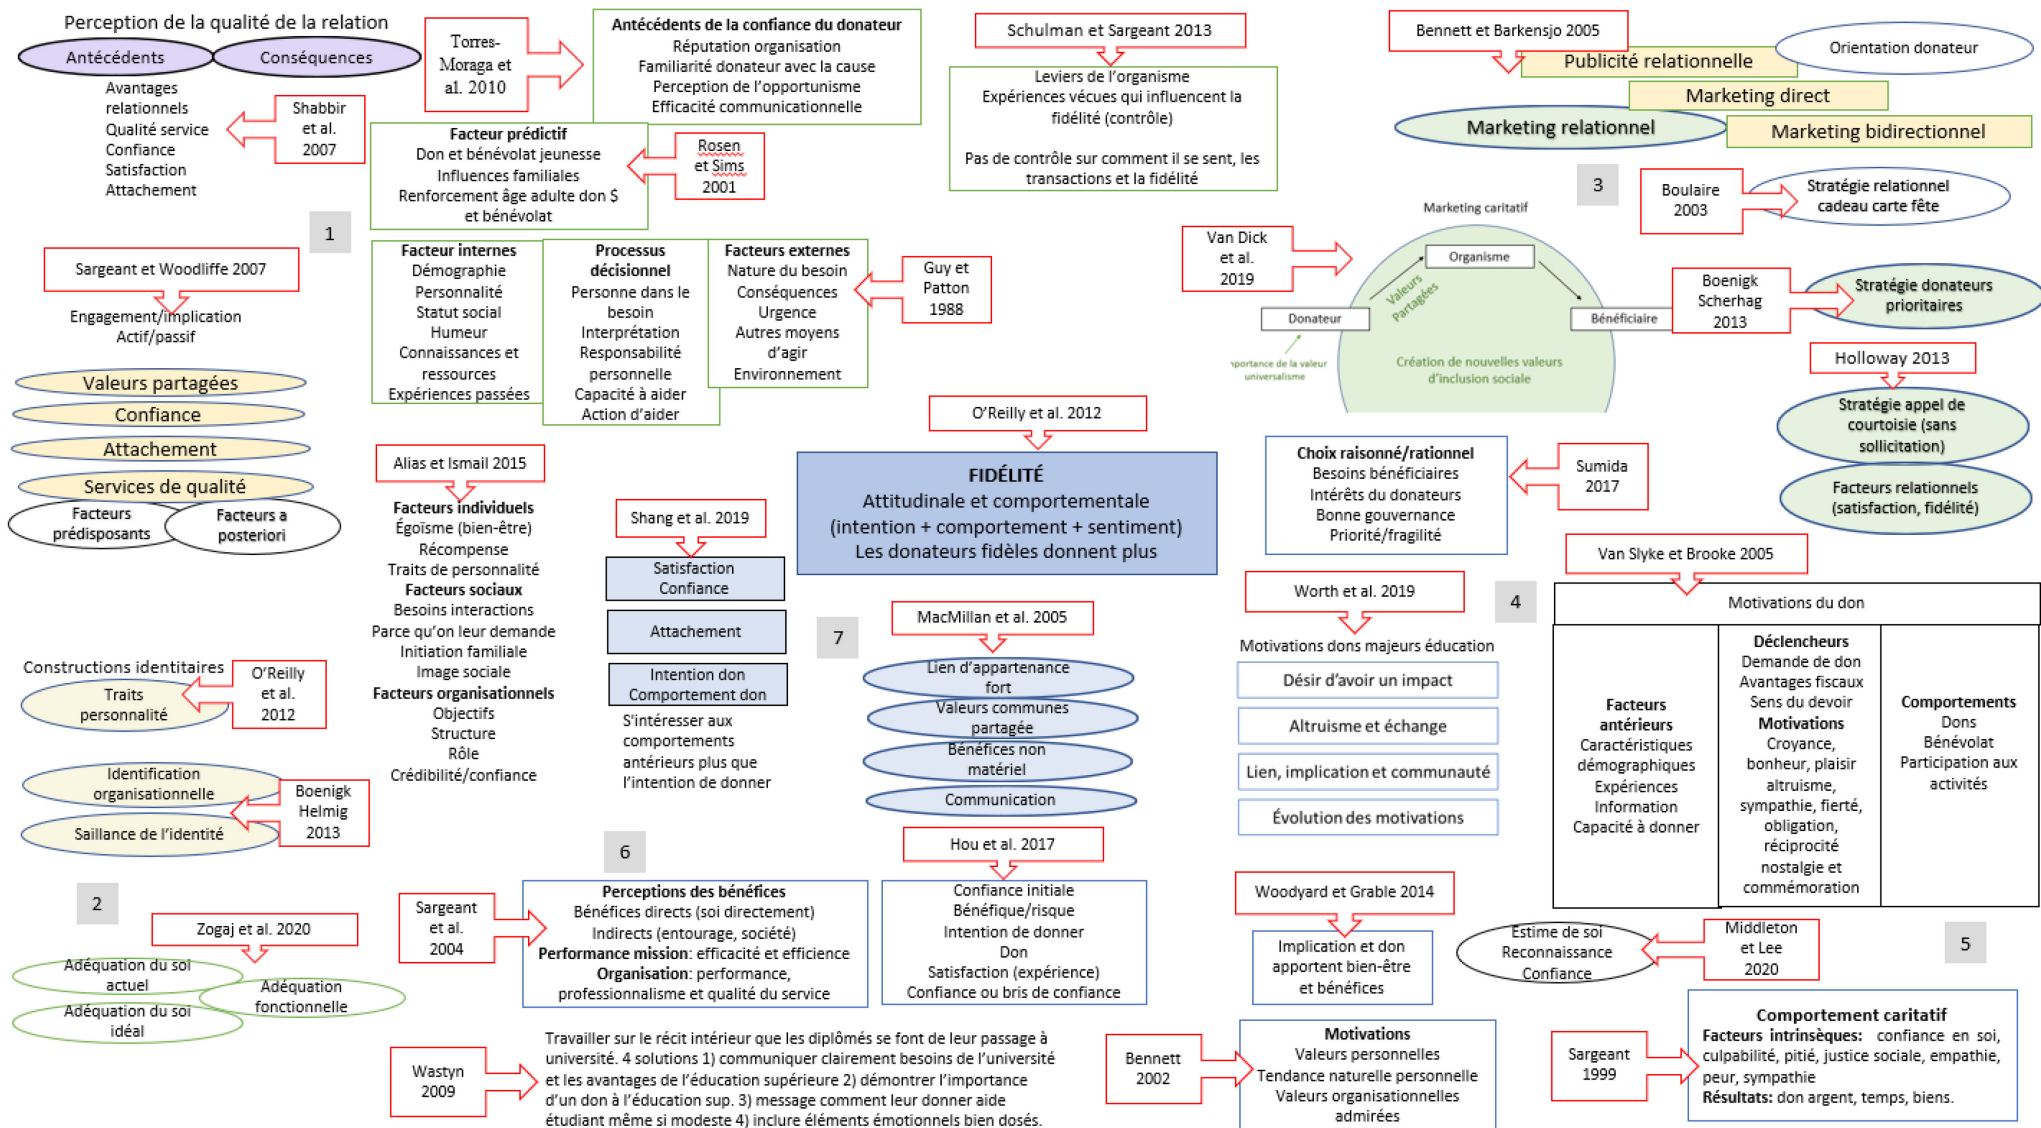 Perception de la qualité de la relation
Antécédents
Conséquences
Avantages
relationnels
Qualité service
Confiance
Satisfaction
Attachement
Shabbir
et al.
2007
Torres-
Moraga et
al. 2010
Antécédents de la confiance du donateur
Réputation organisation
Familiarité donateur avec la cause
Perception de l'opportunisme
Efficacité communicationnelle
Facteur prédictif
Don et bénévolat jeunesse
Influences familiales
Renforcement âge adulte don $
et bénévolat
Rosen
et Sims
2001
1
Facteur internes
Démographie
Personnalité
Statut social
Humeur
Connaissances et
ressources
Expériences passées
Processus
décisionnel
Personne dans le
besoin
Interprétation
Responsabilité
personnelle
Capacité à aider
Action d'aider
Facteurs externes
Nature du besoin
Conséquences
Urgence
Autres moyens
d'agir
Environnement
Guy et
Patton
1988
Schulman et Sargeant 2013
Leviers de l'organisme
Expériences vécues qui influencent la
fidélité (contrôle)
Pas de contrôle sur comment il se sent, les
transactions et la fidélité
Bennett et Barkensjo 2005
Publicité relationnelle
Orientation donateur
Marketing direct
Marketing relationnel
Marketing bidirectionnel
3
Boulaire
2003
Stratégie relationnel
cadeau carte fête
Marketing caritatif
Van Dick
et al.
2019
Organisme
Valeurs
Partagées
Donateur
Bénéficiaire
mportance de la valeur
universalisme
Création de nouvelles valeurs
d'inclusion sociale
Boenigk
Scherhag
2013
Stratégie donateurs
prioritaires
Holloway 2013
Stratégie appel de
courtoisie (sans
sollicitation)
Facteurs relationnels
(satisfaction, fidélité)
Sargeant et Woodliffe 2007
Engagement/implication
Actif/passif
Valeurs partagées
Confiance
Attachement
Services de qualité
Facteurs
prédisposants
Facteurs a
posteriori
Alias et Ismail 2015
Facteurs individuels
Égoïsme (bien-être)
Récompense
Traits de personnalité
Facteurs sociaux
Besoins interactions
Parce qu'on leur demande
Initiation familiale
Image sociale
Facteurs organisationnels
Objectifs
Structure
Rôle
Crédibilité/confiance
Shang et al. 2019
Satisfaction
Confiance
Attachement
Intention don
Comportement don
S'intéresser aux
comportements
antérieurs plus que
l'intention de donner
O'Reilly et al. 2012
FIDÉLITÉ
Attitudinale et comportementale
(intention + comportement + sentiment)
Les donateurs fidèles donnent plus
7
MacMillan et al. 2005
Lien d'appartenance
fort
Valeurs communes
partagée
Bénéfices non
matériel
Communication
Choix raisonné/rationnel
Besoins bénéficiaires
Intérêts du donateurs
Bonne gouvernance
Priorité/fragilité
Sumida
2017
Worth et al. 2019
Motivations dons majeurs éducation
Désir d'avoir un impact
Altruisme et échange
Lien, implication et communauté
Évolution des motivations
4
Van Slyke et Brooke 2005
Motivations du don
Facteurs
antérieurs
Caractéristiques
démographiques
Expériences
Information
Capacité à donner
Déclencheurs
Demande de don
Avantages fiscaux
Sens du devoir
Motivations
Croyance,
bonheur, plaisir
altruisme,
sympathie, fierté,
obligation,
réciprocité
nostalgie et
commémoration
Comportements
Dons
Bénévolat
Participation aux
activités
Constructions identitaires
Traits
personnalité
O'Reilly
et al.
2012
Identification
organisationnelle
Saillance de l'identité
Boenigk
Helmig
2013
2
Zogaj et al. 2020
Adéquation du soi
actuel
Adéquation
fonctionnelle
Adéquation du soi
idéal
6
Sargeant
et al.
2004
Perceptions des bénéfices
Bénéfices directs (soi directement)
Indirects (entourage, société)
Performance mission: efficacité et efficience
Organisation: performance,
professionnalisme et qualité du service
Hou et al. 2017
Confiance initiale
Bénéfique/risque
Intention de donner
Don
Satisfaction (expérience)
Confiance ou bris de confiance
Woodyard et Grable 2014
Implication et don
apportent bien-être
et bénéfices
Estime de soi
Reconnaissance
Confiance
Middleton
et Lee
2020
5
Wastyn
2009
Travailler sur le récit intérieur que les diplômés se font de leur passage à
université. 4 solutions 1) communiquer clairement besoins de l'université
et les avantages de l'éducation supérieure 2) démontrer l'importance
d'un don à l'éducation sup. 3) message comment leur donner aide
étudiant même si modeste 4) inclure éléments émotionnels bien dosés.
Bennett
2002
Motivations
Valeurs personnelles
Tendance naturelle personnelle
Valeurs organisationnelles
admirées
Sargeant
1999
Comportement caritatif
Facteurs intrinsèques: confiance en soi,
culpabilité, pitié, justice sociale, empathie,
peur, sympathie
Résultats: don argent, temps, biens.